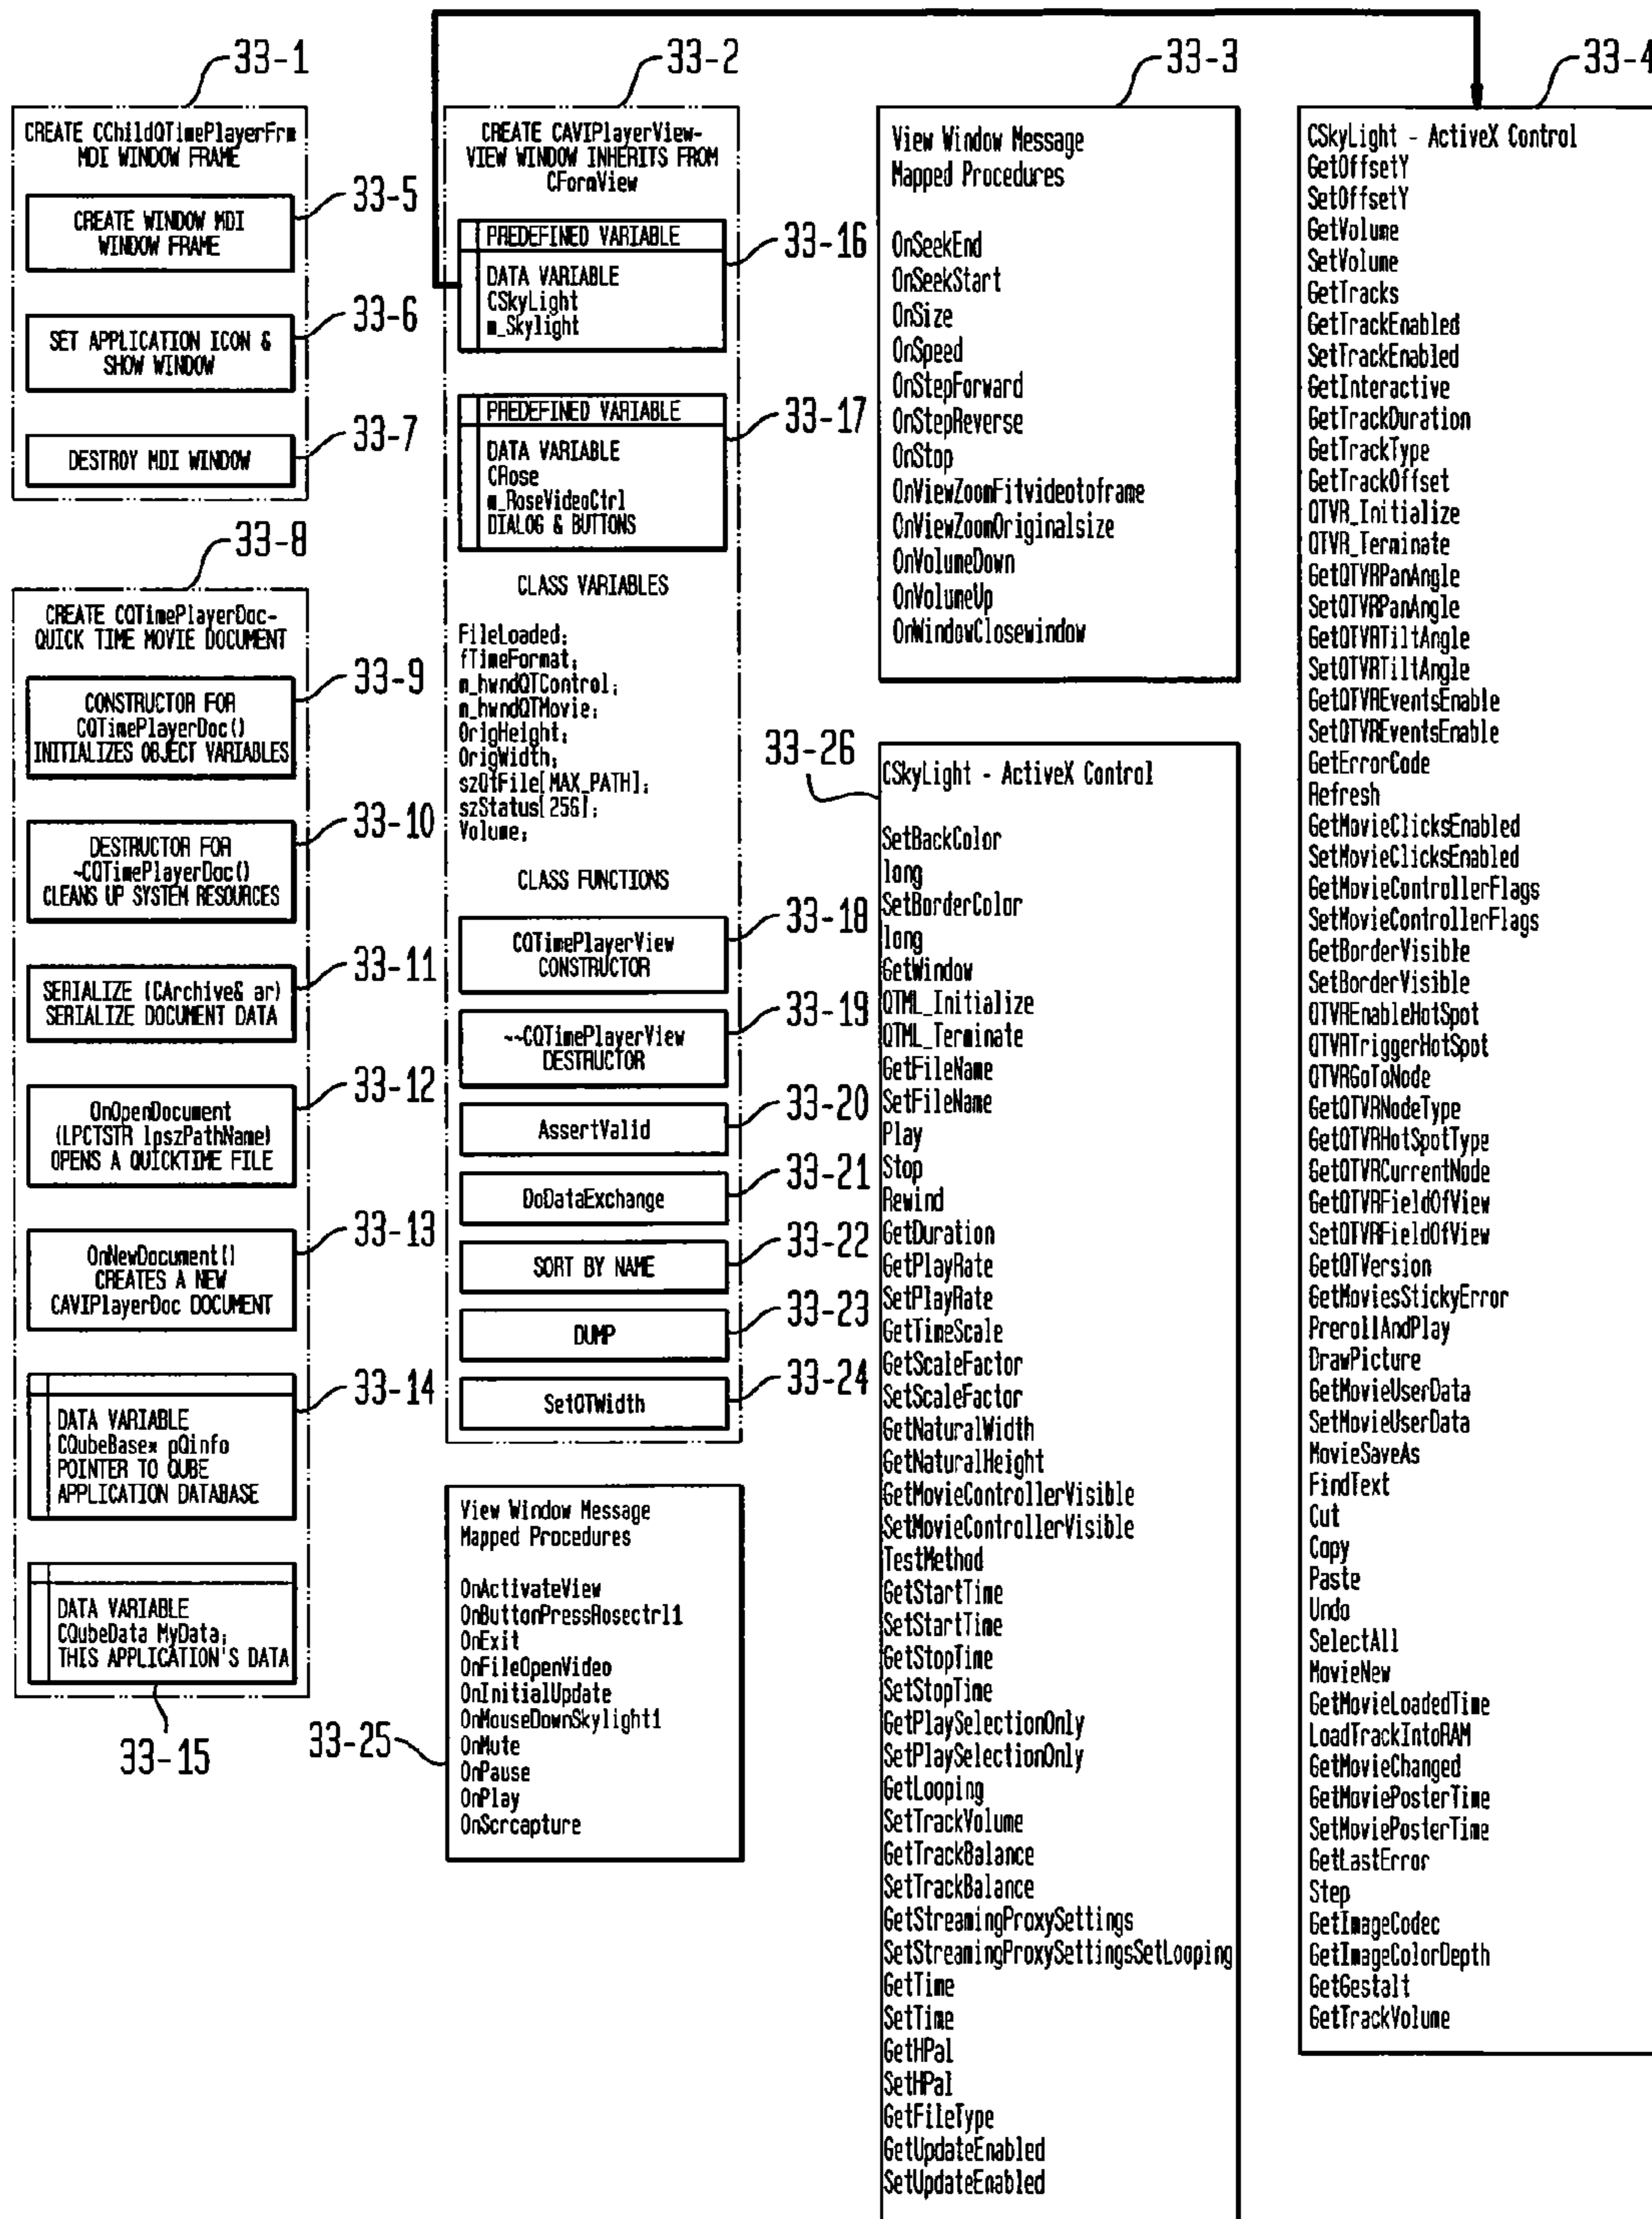 33-1
CREATE CChildQTimePlayerFrm
MDI WINDOW FRAME
33-5
CREATE WINDOW MDI
WINDOW FRAME
33-6
SET APPLICATION ICON &
SHOW WINDOW
33-7
DESTROY MDI WINDOW
33-8
CREATE CQTimePlayerDoc-
QUICK TIME MOVIE DOCUMENT
33-9
CONSTRUCTOR FOR
CQTimePlayerDoc()
INITIALIZES OBJECT VARIABLES
33-10
DESTRUCTOR FOR
~CQTimePlayerDoc()
CLEANS UP SYSTEM RESOURCES
33-11
SERIALIZE (CArchive& ar)
SERIALIZE DOCUMENT DATA
33-12
OnOpenDocument
(LPCTSTR lpszPathName)
OPENS A QUICKTIME FILE
33-13
OnNewDocument()
CREATES A NEW
CAVIPlayerDoc DOCUMENT
33-14
DATA VARIABLE
CQubeBase* pQinfo
POINTER TO QUBE
APPLICATION DATABASE
DATA VARIABLE
CQubeData MyData;
THIS APPLICATION'S DATA
33-15
33-2
CREATE CAVIPlayerView-
VIEW WINDOW INHERITS FROM
CFormView
33-16
PREDEFINED VARIABLE
DATA VARIABLE
CSkyLight
m_Skylight
33-17
PREDEFINED VARIABLE
DATA VARIABLE
CRose
m_RoseVideoCtrl
DIALOG & BUTTONS
CLASS VARIABLES
FileLoaded;
fTimeFormat;
m_hwndQTControl;
m_hwndQTMovie;
OrigHeight;
OrigWidth;
szQtFile[MAX_PATH];
szStatus[256];
Volume;
CLASS FUNCTIONS
33-18
CQTimePlayerView
CONSTRUCTOR
33-19
~~CQTimePlayerView
DESTRUCTOR
33-20
AssertValid
33-21
DoDataExchange
33-22
SORT BY NAME
33-23
DUMP
33-24
SetQTWidth
33-25
View Window Message
Mapped Procedures
OnActivateView
OnButtonPressRosectrl1
OnExit
OnFileOpenVideo
OnInitialUpdate
OnMouseDownSkylight1
OnMute
OnPause
OnPlay
OnScrcapture
33-3
View Window Message
Mapped Procedures
OnSeekEnd
OnSeekStart
OnSize
OnSpeed
OnStepForward
OnStepReverse
OnStop
OnViewZoomFitvideotoframe
OnViewZoomOriginalsize
OnVolumeDown
OnVolumeUp
OnWindowClosewindow
33-26
CSkyLight - ActiveX Control
SetBackColor
long
SetBorderColor
long
GetWindow
QTML_Initialize
QTML_Terminate
GetFileName
SetFileName
Play
Stop
Rewind
GetDuration
GetPlayRate
SetPlayRate
GetTimeScale
GetScaleFactor
SetScaleFactor
GetNaturalWidth
GetNaturalHeight
GetMovieControllerVisible
SetMovieControllerVisible
TestMethod
GetStartTime
SetStartTime
GetStopTime
SetStopTime
GetPlaySelectionOnly
SetPlaySelectionOnly
GetLooping
SetTrackVolume
GetTrackBalance
SetTrackBalance
GetStreamingProxySettings
SetStreamingProxySettingsSetLooping
GetTime
SetTime
GetHPal
SetHPal
GetFileType
GetUpdateEnabled
SetUpdateEnabled
33-4
CSkyLight - ActiveX Control
GetOffsetY
SetOffsetY
GetVolume
SetVolume
GetTracks
GetTrackEnabled
SetTrackEnabled
GetInteractive
GetTrackDuration
GetTrackType
GetTrackOffset
QTVR_Initialize
QTVR_Terminate
GetQTVRPanAngle
SetQTVRPanAngle
GetQTVRTiltAngle
SetQTVRTiltAngle
GetQTVREventsEnable
SetQTVREventsEnable
GetErrorCode
Refresh
GetMovieClicksEnabled
SetMovieClicksEnabled
GetMovieControllerFlags
SetMovieControllerFlags
GetBorderVisible
SetBorderVisible
QTVREnableHotSpot
QTVRTriggerHotSpot
QTVRGoToNode
GetQTVRNodeType
GetQTVRHotSpotType
GetQTVRCurrentNode
GetQTVRFieldOfView
SetQTVRFieldOfView
GetQTVersion
GetMoviesStickyError
PrerollAndPlay
DrawPicture
GetMovieUserData
SetMovieUserData
MovieSaveAs
FindText
Cut
Copy
Paste
Undo
SelectAll
MovieNew
GetMovieLoadedTime
LoadTrackIntoRAM
GetMovieChanged
GetMoviePosterTime
SetMoviePosterTime
GetLastError
Step
GetImageCodec
GetImageColorDepth
GetGestalt
GetTrackVolume